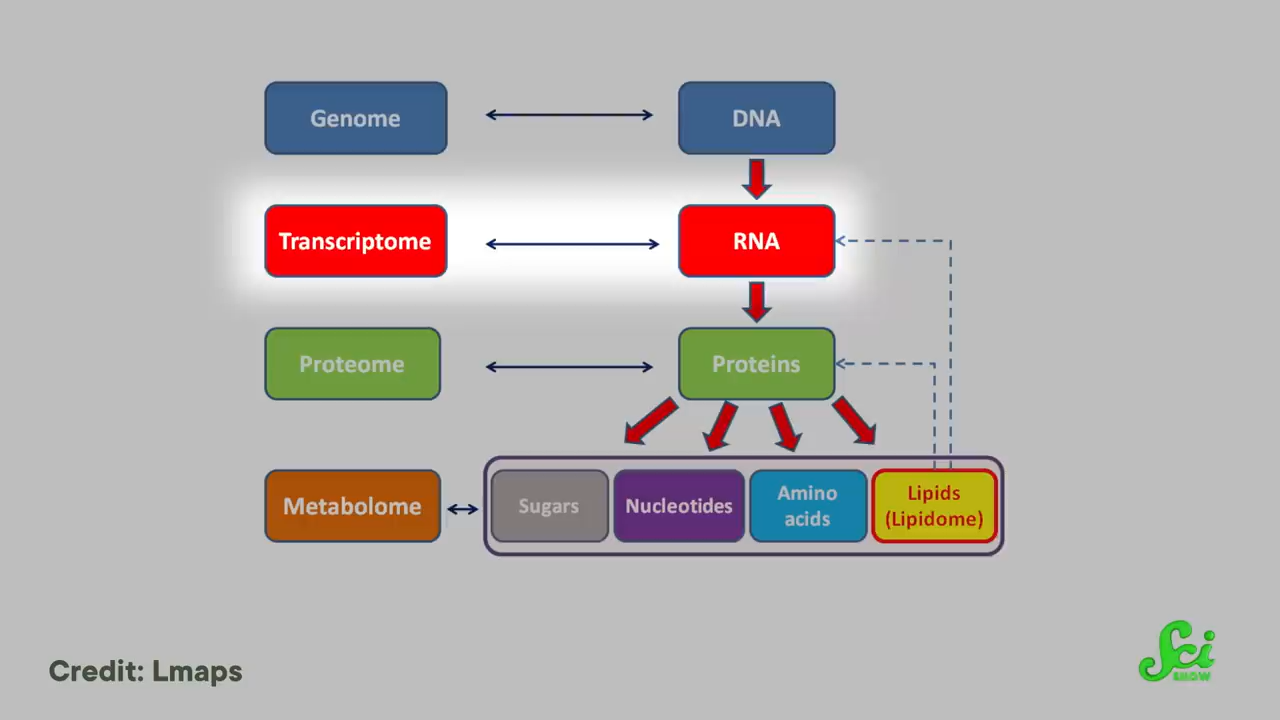 Genome
DNA
Transcriptome
RNA
Proteome
Proteins
Metabolome
Sugars
Nucleotides
Amino
acids
Lipids
(Lipidome)
Credit: Lmaps
Sci
SHOW